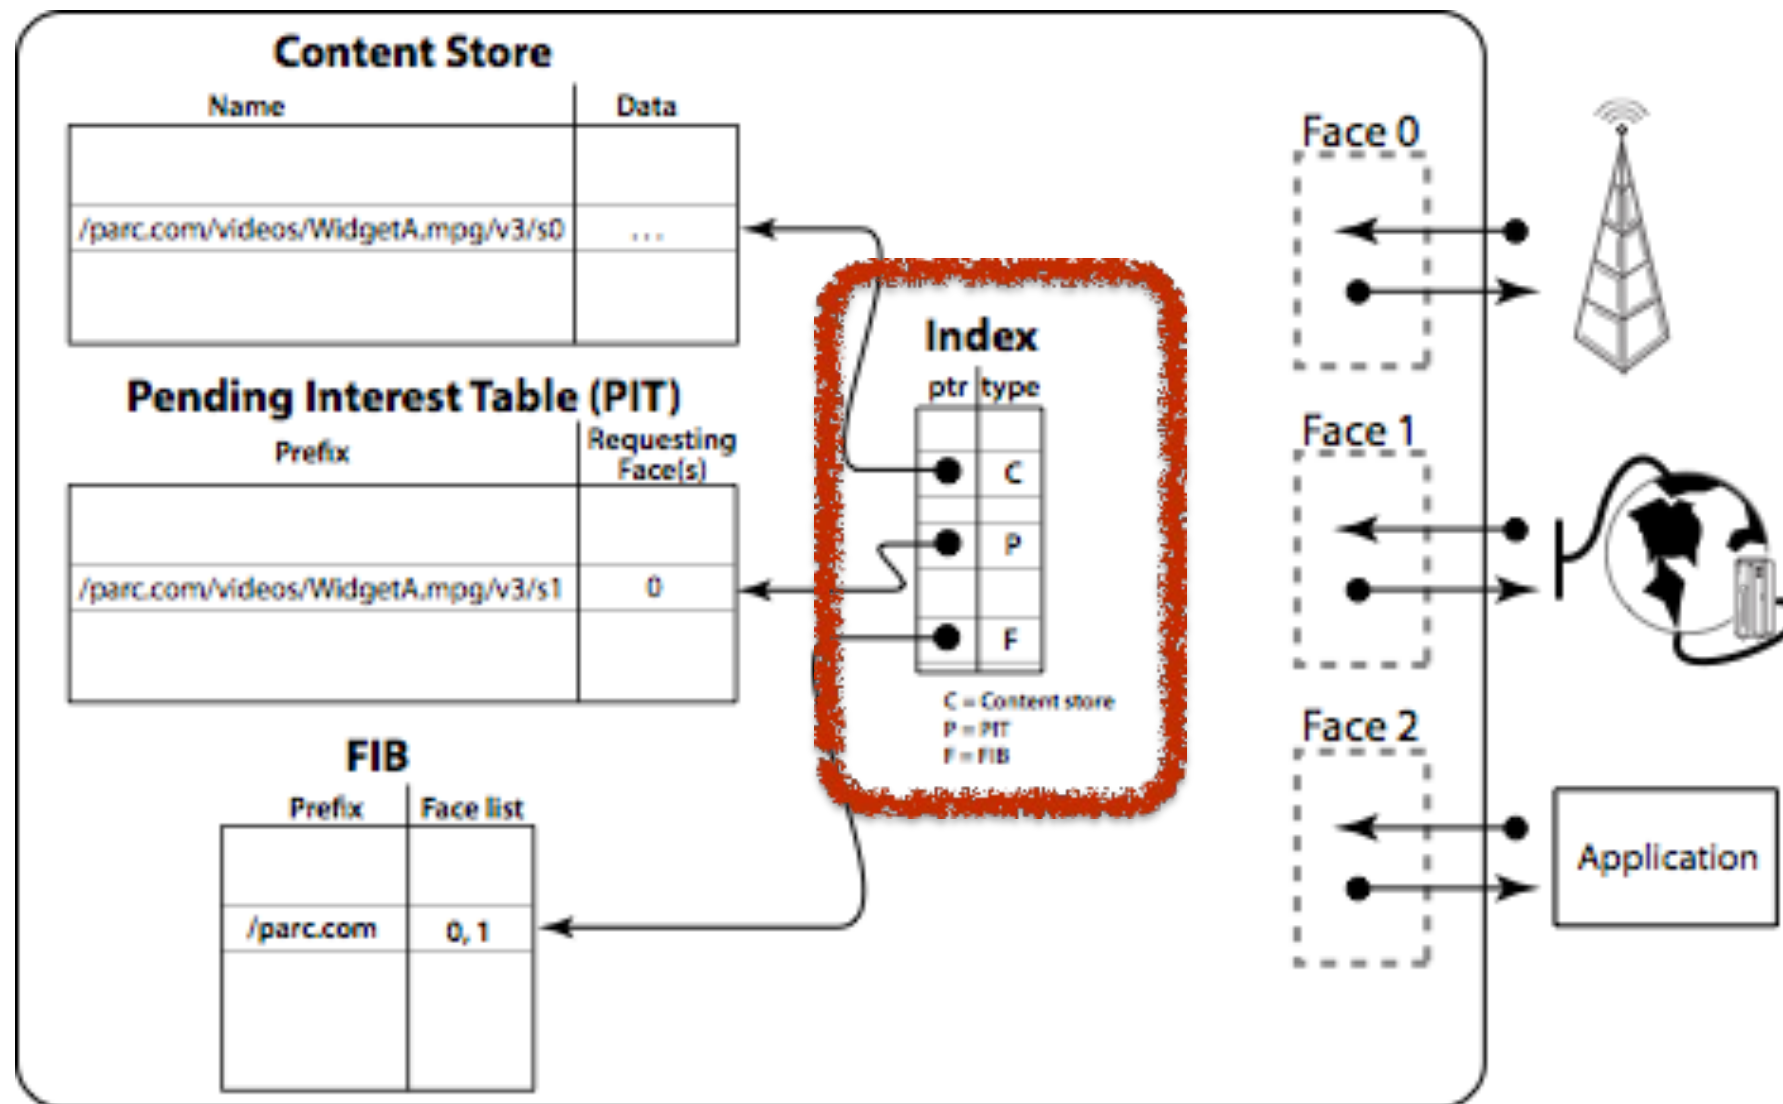 Content Store
Name Data
/parc.com/videos/WidgetA.mpg/v3/s0 ...
Pending Interest Table (PIT)
Prefix Requesting
Face(s)
/parc.com/videos/WidgetA.mpg/v3/s1 0
FIB
Prefix Face list
/parc.com 0, 1
Index
ptr type
C
P
F
C = Content store
P = PIT
F = FIB
Face 0
Face 1
Face 2
Application